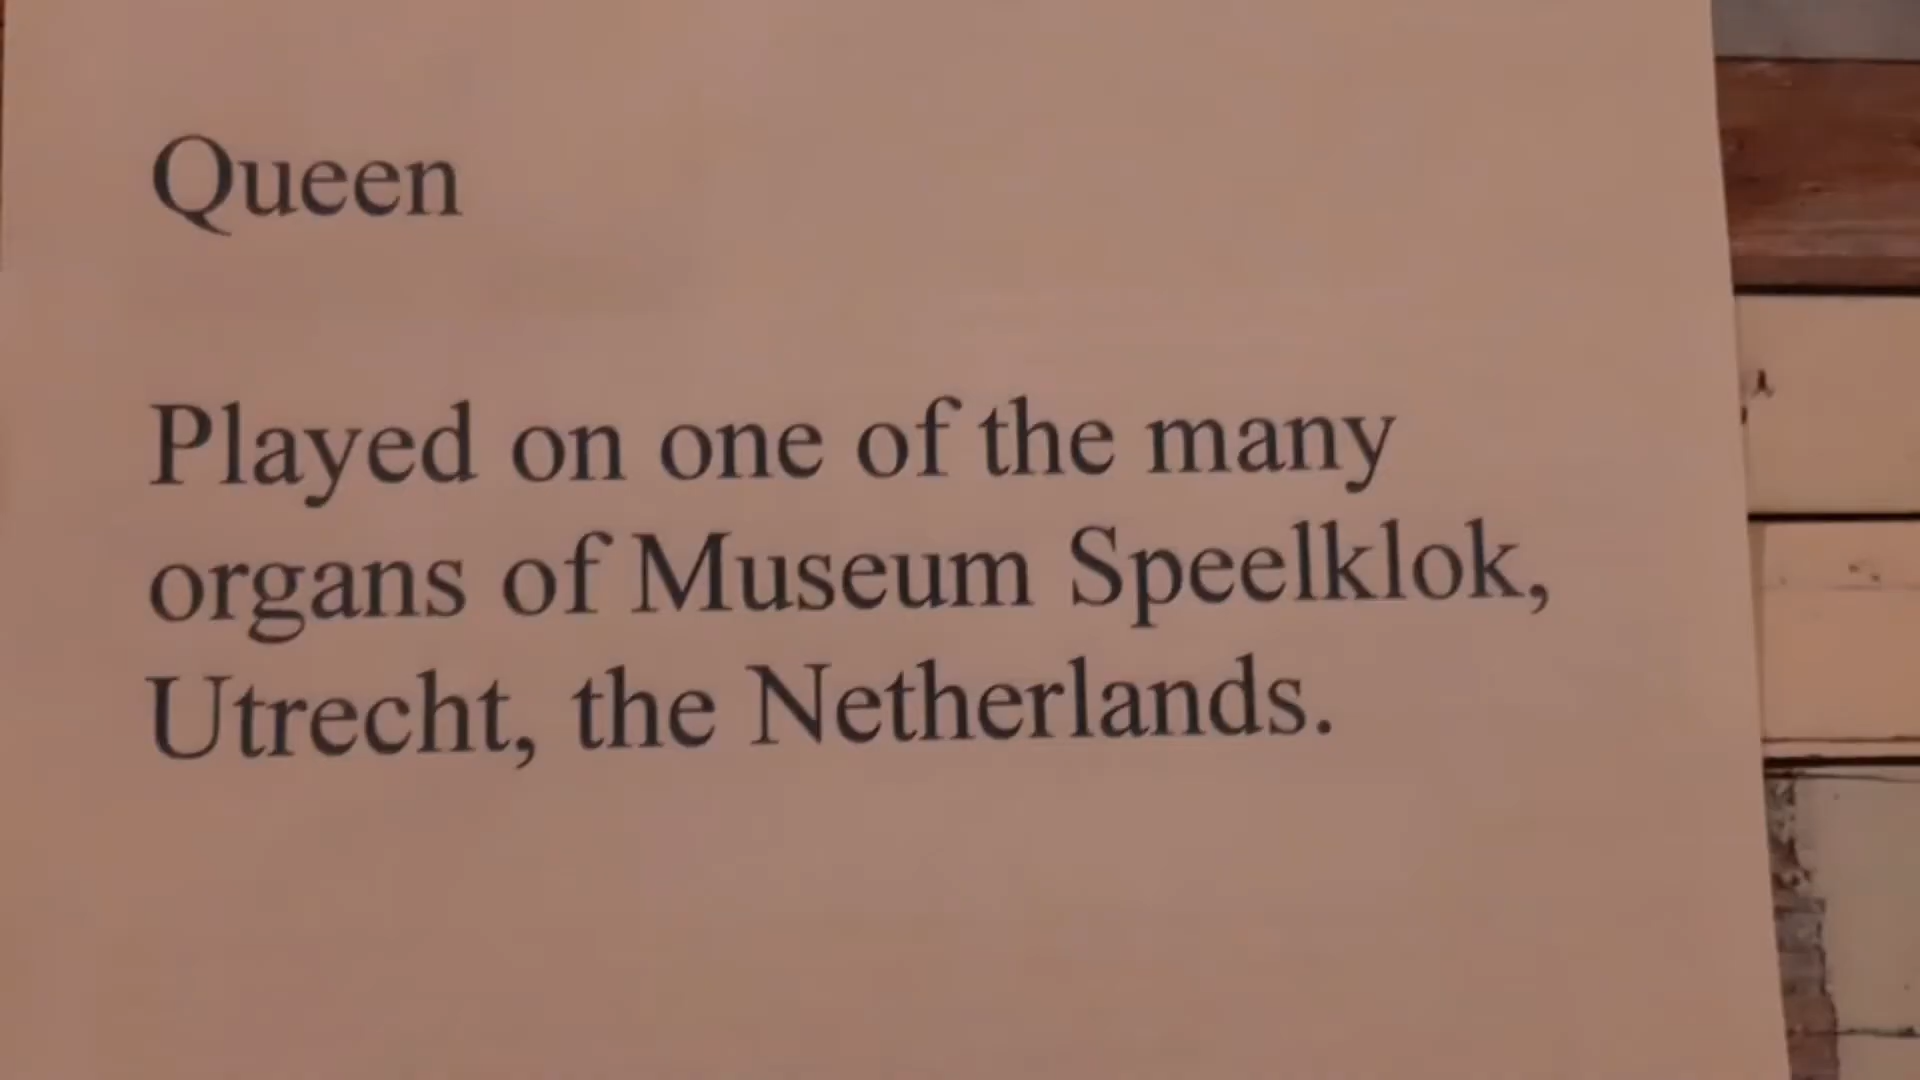 Queen
Played on one of the many
organs of Museum Speelklok,
Utrecht, the Netherlands.